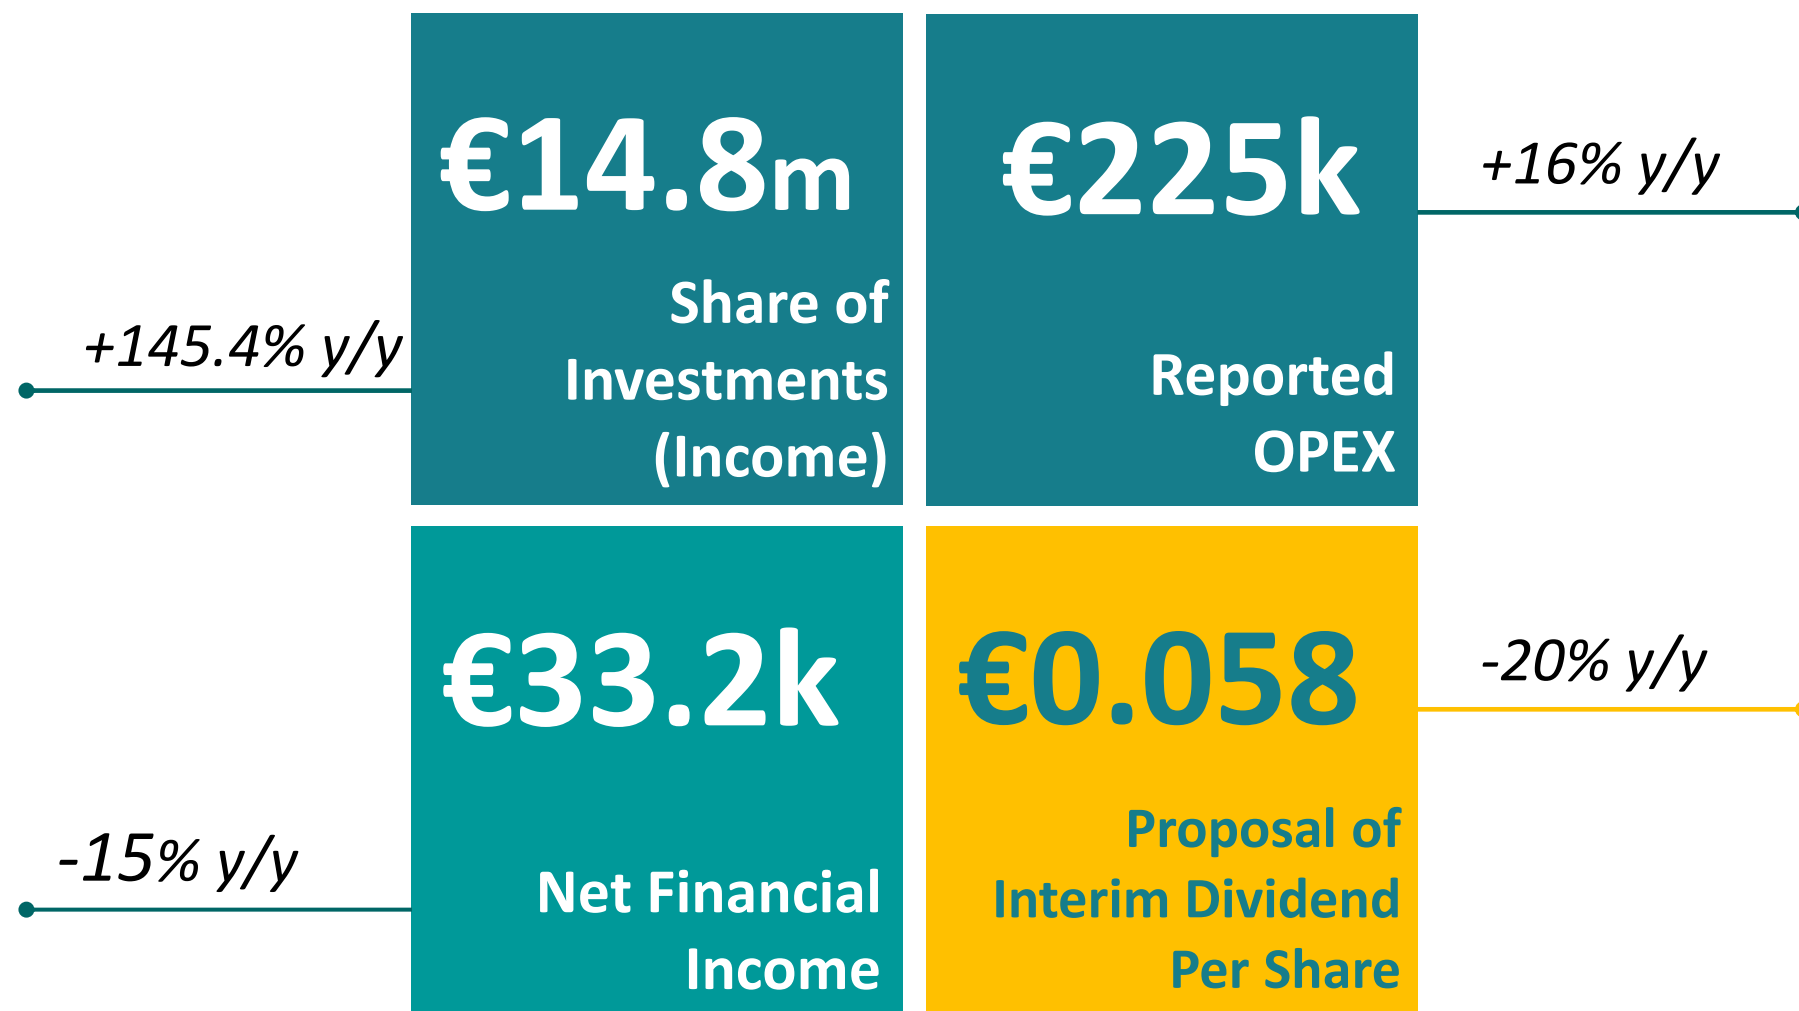 €14.8m
Share of
Investments
(Income)
+145.4% y/y
€225k
Reported
OPEX
+16% y/y
€33.2k
Net Financial
Income
-15% y/y
€0.058
Proposal of
Interim Dividend
Per Share
-20% y/y